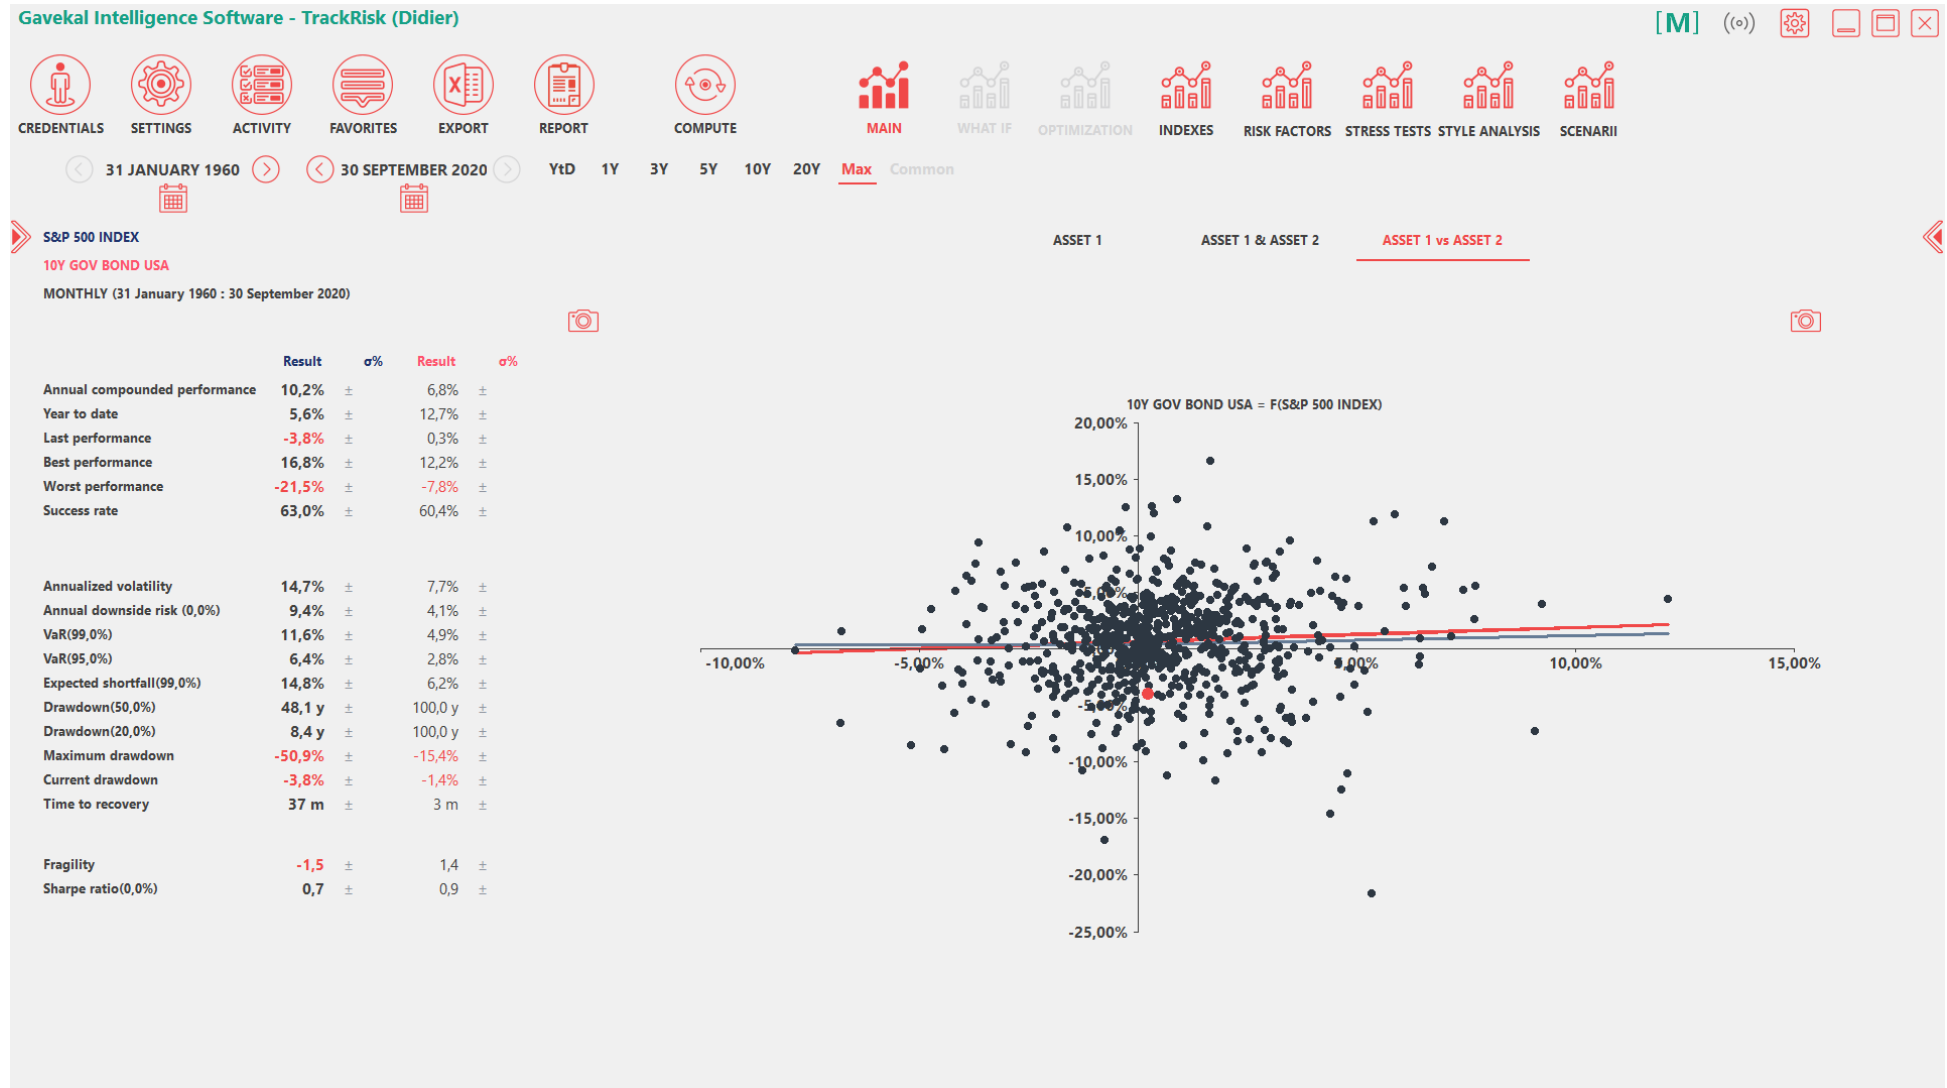 Gavekal Intelligence Software - TrackRisk (Didier)
[M]
CREDENTIALS SETTINGS ACTIVITY FAVORITES EXPORT REPORT COMPUTE MAIN WHAT IF OPTIMIZATION INDEXES RISK FACTORS STRESS TESTS STYLE ANALYSIS SCENARII
31 JANUARY 1960 30 SEPTEMBER 2020 YtD 1Y 3Y 5Y 10Y 20Y Max Common
S&P 500 INDEX
10Y GOV BOND USA
MONTHLY (31 January 1960 : 30 September 2020)
Result σ% Result σ%
Annual compounded performance 10,2% ± 6,8% ±
Year to date 5,6% ± 12,7% ±
Last performance -3,8% ± 0,3% ±
Best performance 16,8% ± 12,2% ±
Worst performance -21,5% ± -7,8% ±
Success rate 63,0% ± 60,4% ±
Annualized volatility 14,7% ± 7,7% ±
Annual downside risk (0,0%) 9,4% ± 4,1% ±
VaR(99,0%) 11,6% ± 4,9% ±
VaR(95,0%) 6,4% ± 2,8% ±
Expected shortfall(99,0%) 14,8% ± 6,2% ±
Drawdown(50,0%) 48,1 y ± 100,0 y ±
Drawdown(20,0%) 8,4 y ± 100,0 y ±
Maximum drawdown -50,9% ± -15,4% ±
Current drawdown -3,8% ± -1,4% ±
Time to recovery 37 m ± 3 m ±
Fragility -1,5 ± 1,4 ±
Sharpe ratio(0,0%) 0,7 ± 0,9 ±
ASSET 1 ASSET 1 & ASSET 2 ASSET 1 vs ASSET 2
10Y GOV BOND USA = F(S&P 500 INDEX)
20,00%
15,00%
10,00%
5,00%
-10,00% -5,00% 5,00% 10,00% 15,00%
-5,00%
-10,00%
-15,00%
-20,00%
-25,00%